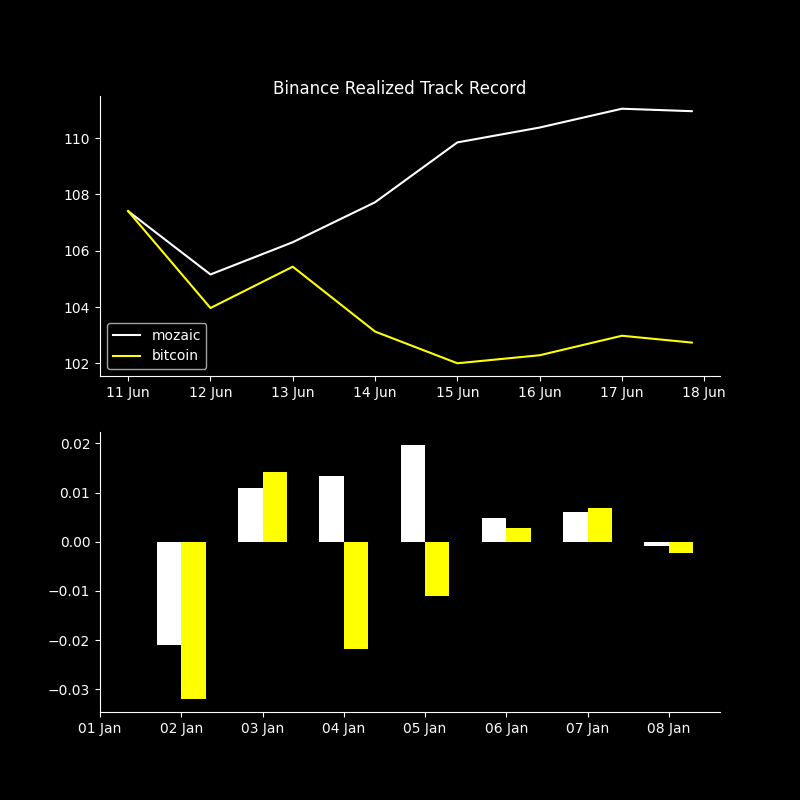 Binance Realized Track Record
110
108
106
104
102
mozaic
bitcoin
11 Jun 12 Jun 13 Jun 14 Jun 15 Jun 16 Jun 17 Jun 18 Jun
0.02
0.01
0.00
−0.01
−0.02
−0.03
01 Jan 02 Jan 03 Jan 04 Jan 05 Jan 06 Jan 07 Jan 08 Jan